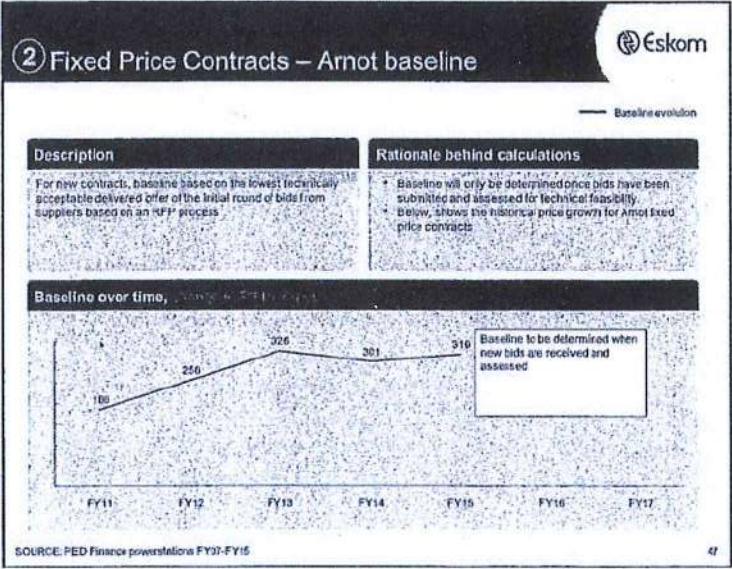 2 Fixed Price Contracts – Arnot baseline
Eskom
Baseline evolution
Description
For new contracts, baseline based on the lowest technically
acceptable delivered offer of the initial round of bids from
suppliers based on an RFP process
Rationale behind calculations
• Baseline will only be determined once bids have been
submitted and assessed for technical feasibility.
• Below, shows the historical price growth for Arnot fixed
price contracts
Baseline over time,
326
301
319
256
FY11
FY12
FY13
FY14
FY15
FY16
FY17
Baseline to be determined when
new bids are received and
assessed
SOURCE: PED Finance powerstations FY07-FY15
47